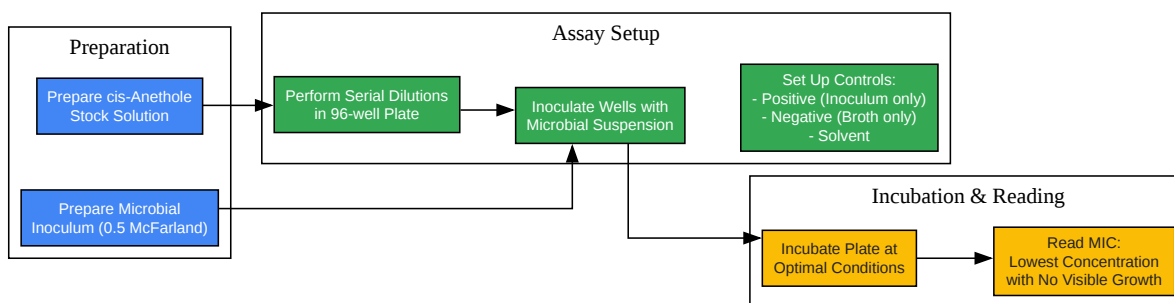 Preparation
Prepare cis-Anethole
Stock Solution
Prepare Microbial
Inoculum (0.5 McFarland)
Assay Setup
Perform Serial Dilutions
in 96-well Plate
Inoculate Wells with
Microbial Suspension
Set Up Controls:
- Positive (Inoculum only)
- Negative (Broth only)
- Solvent
Incubation & Reading
Incubate Plate at
Optimal Conditions
Read MIC:
Lowest Concentration
with No Visible Growth